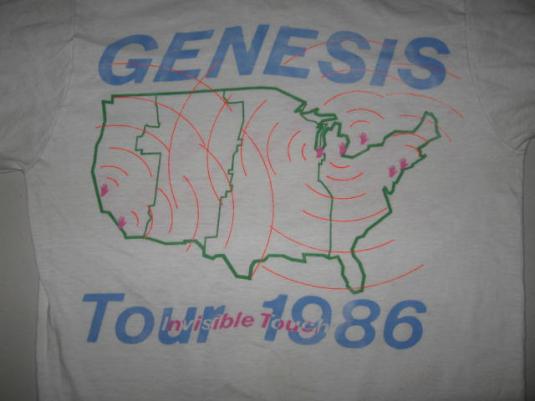 GENESIS
Tour 1986
Invisible Touch